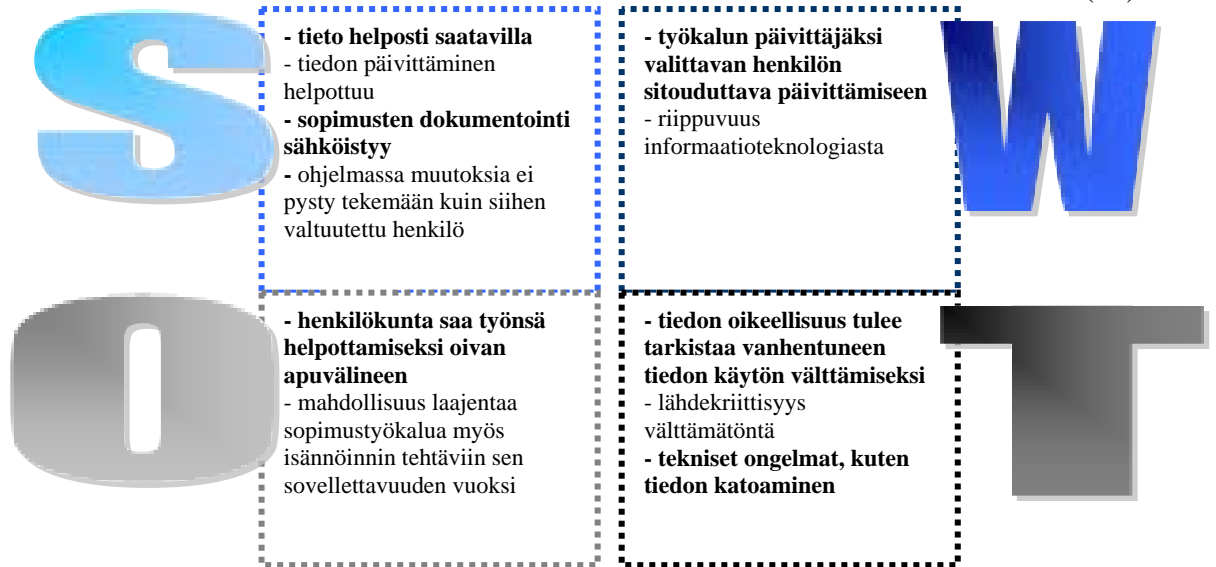 S
- tieto helposti saatavilla
- tiedon päivittäminen
helpottuu
- sopimusten dokumentointi
sähköistyy
- ohjelmassa muutoksia ei
pysty tekemään kuin siihen
valtuutettu henkilö
- työkalun päivittäjäksi
valittavan henkilön
sitouduttava päivittämiseen
- riippuvuus
informaatioteknologiasta
W
O
- henkilökunta saa työnsä
helpottamiseksi oivan
apuvälineen
- mahdollisuus laajentaa
sopimustyökalua myös
isännöinnin tehtäviin sen
sovellettavuuden vuoksi
- tiedon oikeellisuus tulee
tarkistaa vanhentuneen
tiedon käytön välttämiseksi
- lähdekriittisyys
välttämätöntä
- tekniset ongelmat, kuten
tiedon katoaminen
T